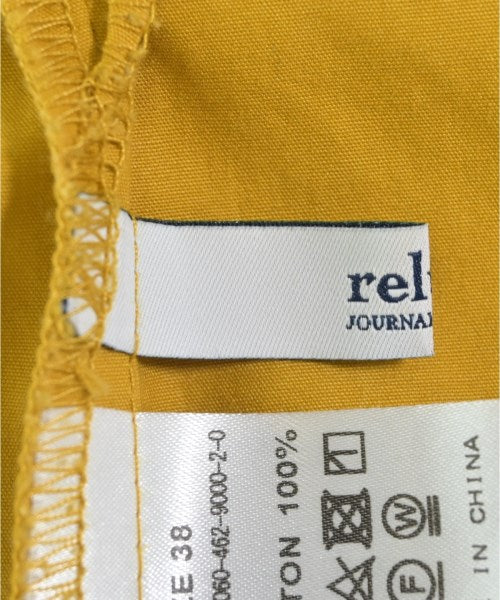 rel
JOURNAL
E 38
060-462-9000-2-0
TON 100%
W
F
IN CHINA